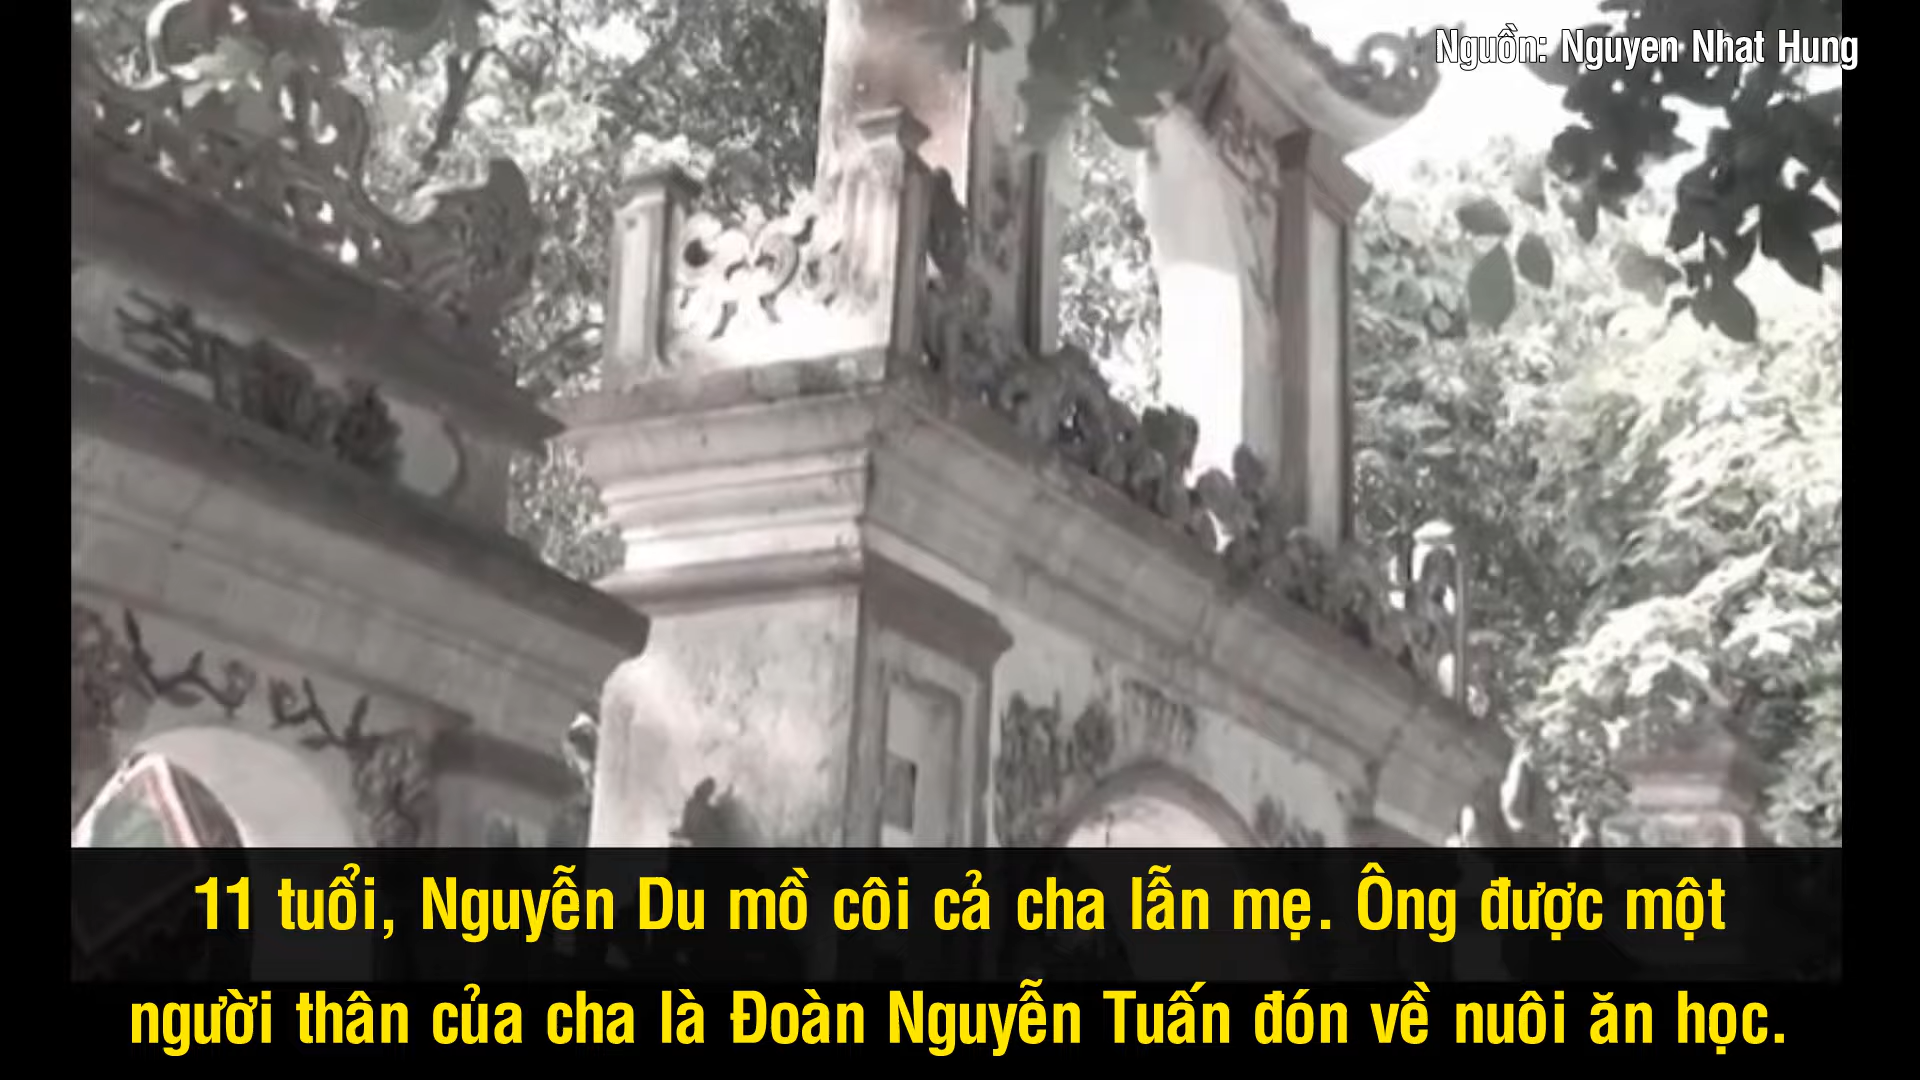 Nguồn: Nguyen Nhat Hung
11 tuổi, Nguyễn Du mồ côi cả cha lẫn mẹ. Ông được một
người thân của cha là Đoàn Nguyễn Tuấn đón về nuôi ăn học.